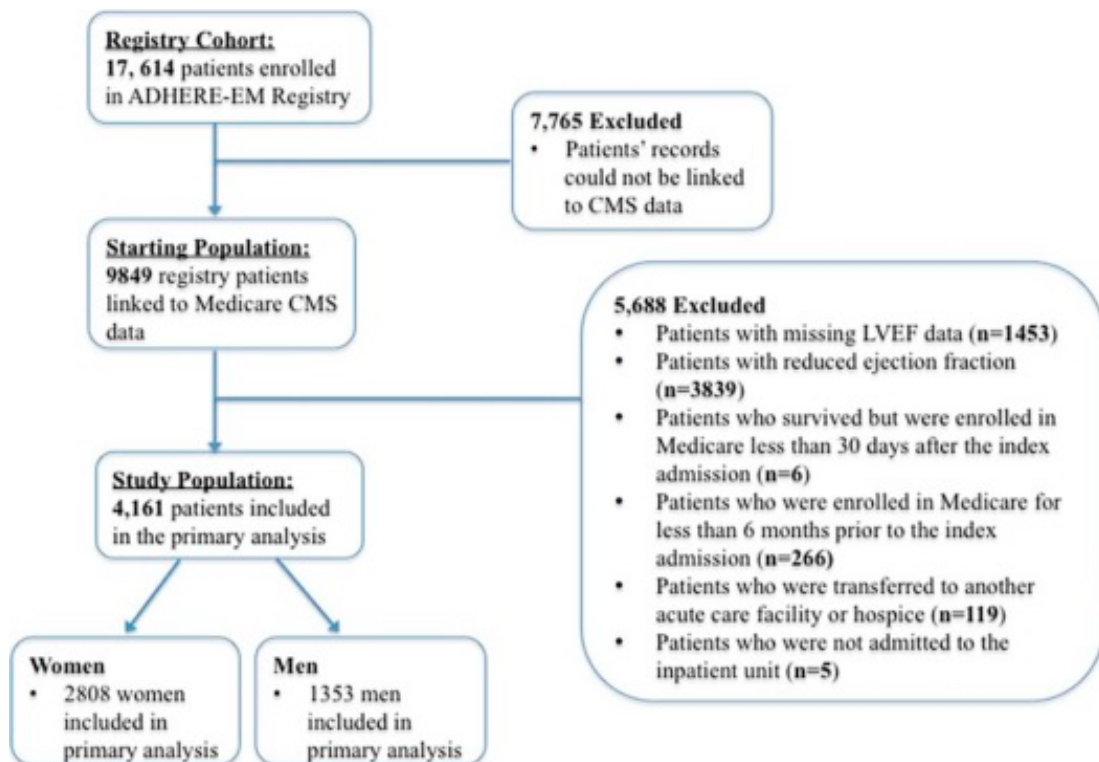 Registry Cohort:
17, 614 patients enrolled
in ADHERE-EM Registry
7,765 Excluded
• Patients’ records
could not be linked
to CMS data
Starting Population:
9849 registry patients
linked to Medicare CMS
data
5,688 Excluded
• Patients with missing LVEF data (n=1453)
• Patients with reduced ejection fraction
(n=3839)
• Patients who survived but were enrolled in
Medicare less than 30 days after the index
admission (n=6)
• Patients who were enrolled in Medicare for
less than 6 months prior to the index
admission (n=266)
• Patients who were transferred to another
acute care facility or hospice (n=119)
• Patients who were not admitted to the
inpatient unit (n=5)
Study Population:
4,161 patients included
in the primary analysis
Women
• 2808 women
included in
primary analysis
Men
• 1353 men
included in
primary analysis